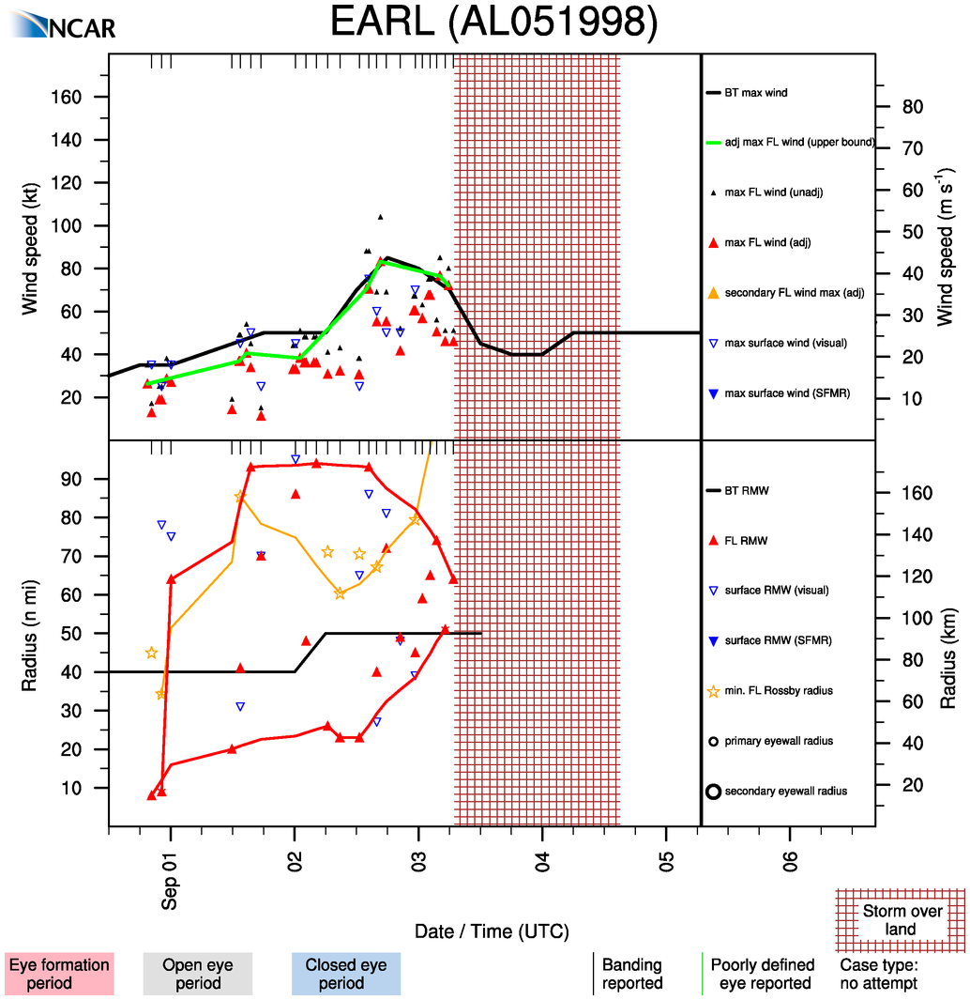 NCAR
EARL (AL051998)
Wind speed (kt)
160
140
120
100
80
60
40
20
80
70
60
50
40
30
20
10
Wind speed (m s⁻¹)
BT max wind
adj max FL wind (upper bound)
max FL wind (unadj)
max FL wind (adj)
secondary FL wind max (adj)
max surface wind (visual)
max surface wind (SFMR)
Radius (n mi)
90
80
70
60
50
40
30
20
10
160
140
120
100
80
60
40
20
Radius (km)
BT RMW
FL RMW
surface RMW (visual)
surface RMW (SFMR)
min. FL Rossby radius
primary eyewall radius
secondary eyewall radius
Sep 01
02
03
04
05
06
Date / Time (UTC)
Storm over
land
Eye formation
period
Open eye
period
Closed eye
period
Banding
reported
Poorly defined
eye reported
Case type:
no attempt